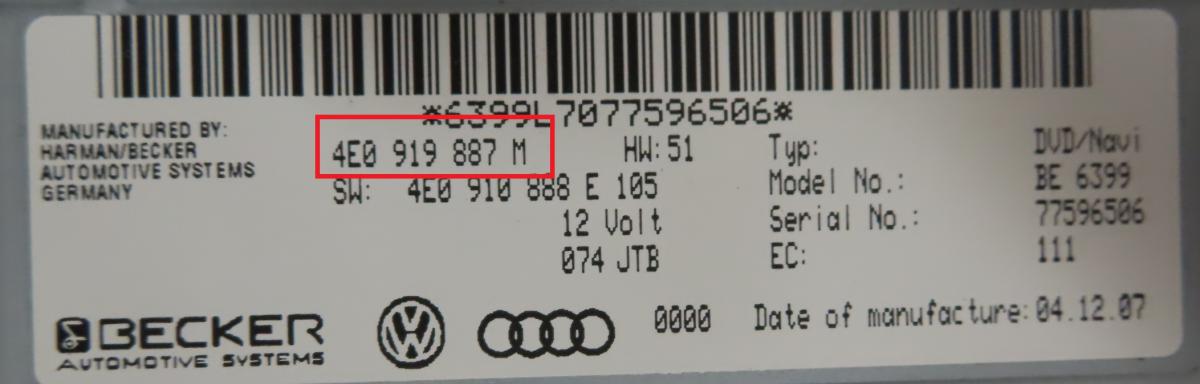 *6399L7077596506*
MANUFACTURED BY:
HARMAN/BECKER
AUTOMOTIVE SYSTEMS
GERMANY
4E0 919 887 M HW:51
SW: 4E0 910 888 E 105
12 Volt
074 JTB
Typ: DVD/Navi
Model No.: BE 6399
Serial No.: 77596506
EC: 111
BECKER
AUTOMOTIVE SYSTEMS
VW
0000 Date of manufacture: 04.12.07